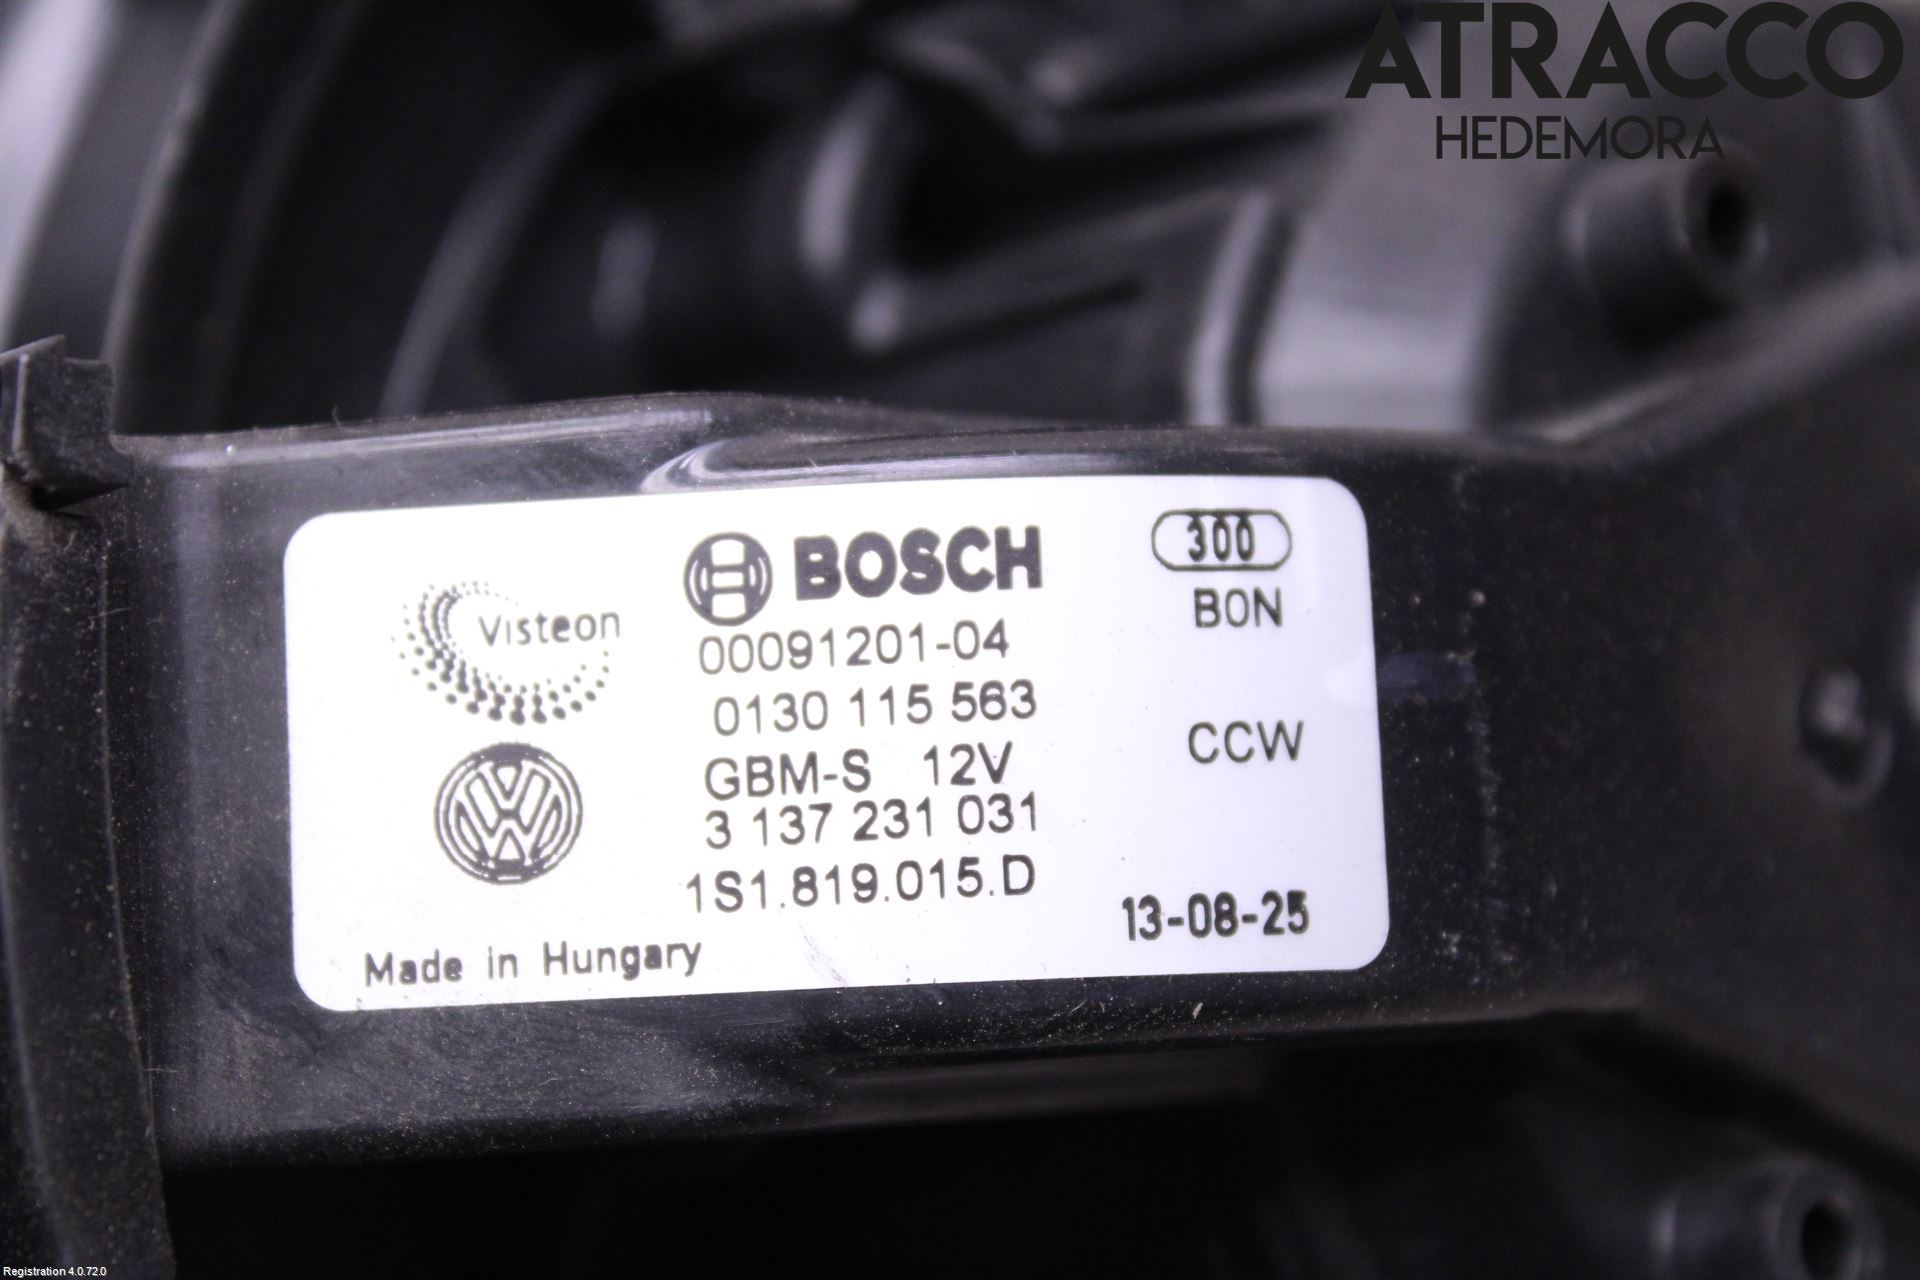 ATRACCO
HEDEMORA
BOSCH
300
Visteon
00091201-04
BON
0130 115 563
GBM-S 12V
CCW
3 137 231 031
1S1.819.015.D
13-08-25
Made in Hungary
Registration 4.0.72.0